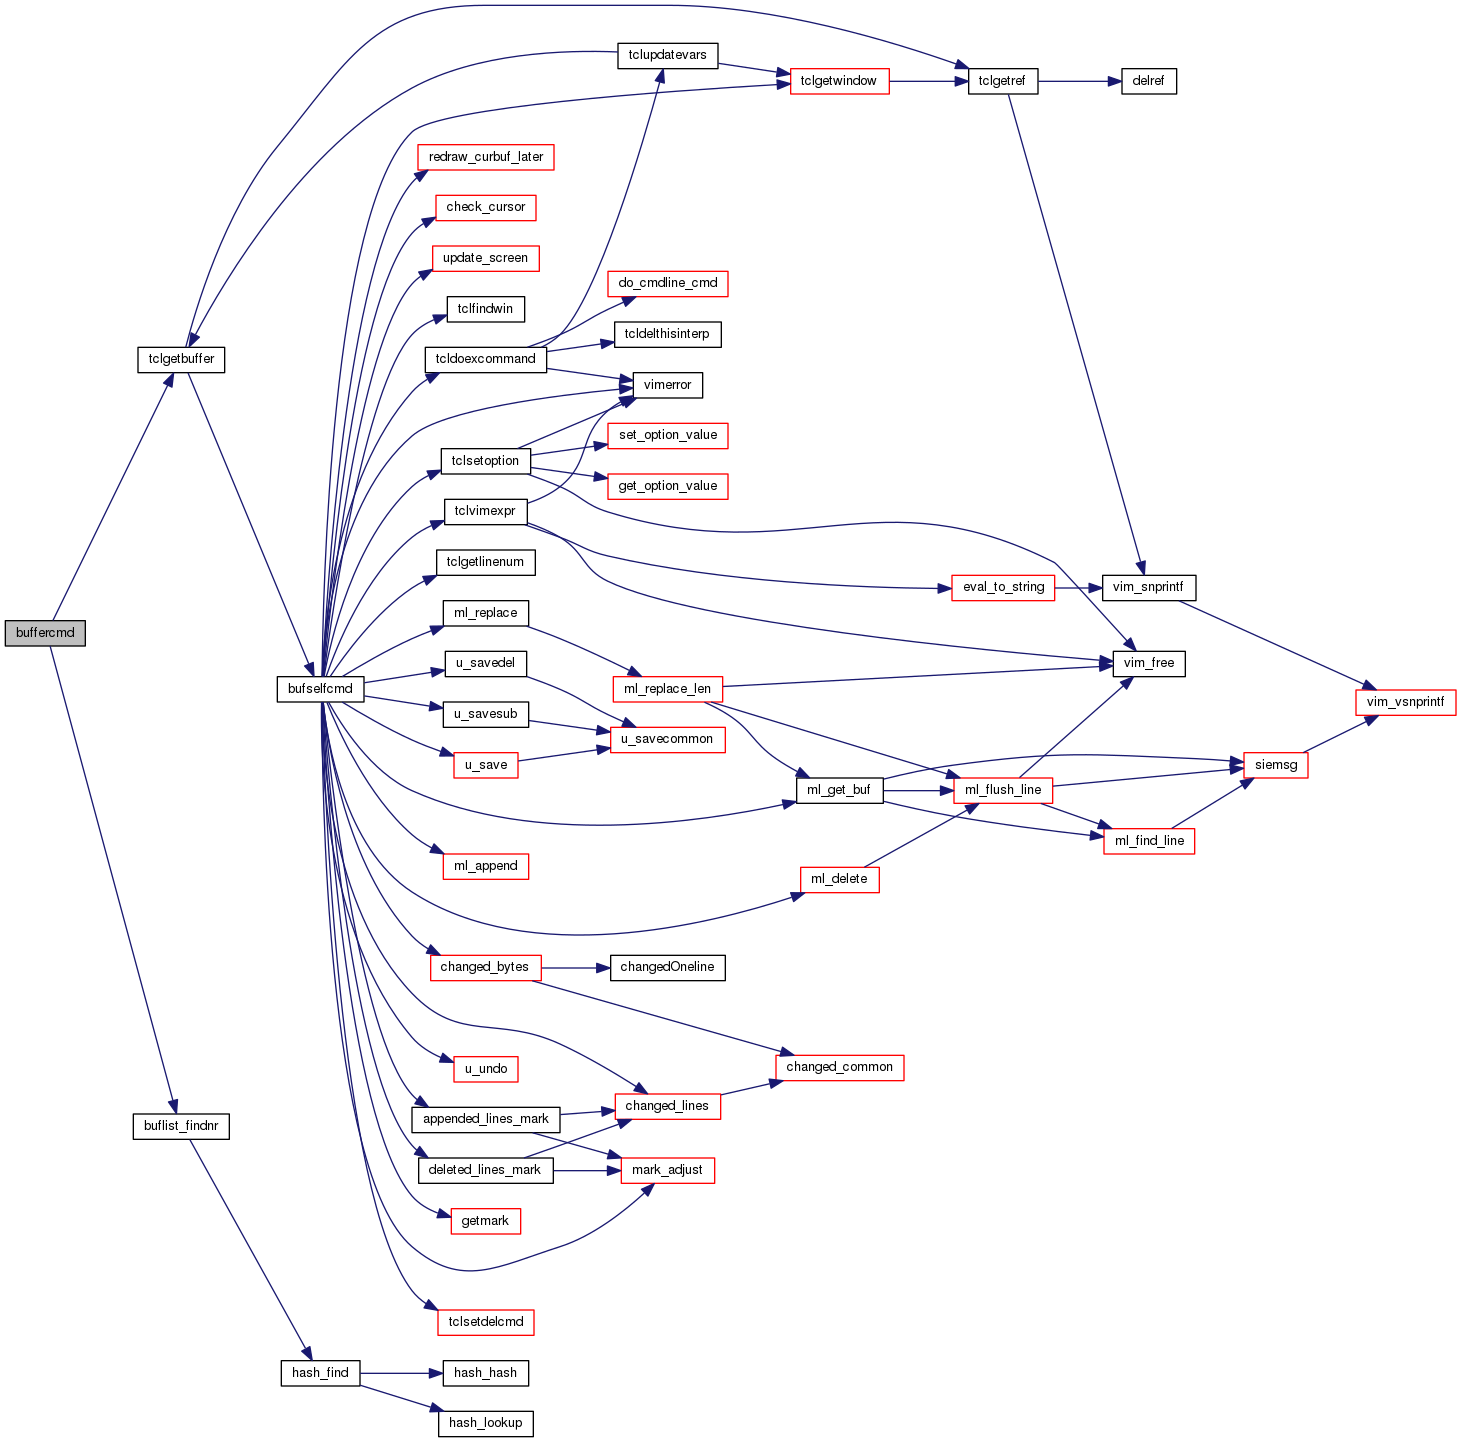 tclupdatevars
tclgetwindow
tclgetref
delref
redraw_curbuf_later
check_cursor
update_screen
do_cmdline_cmd
tclfindwin
tcldelthisinterp
tclgetbuffer
tcldoexcommand
vimerror
set_option_value
tclsetoption
get_option_value
tclvimexpr
tclgetlinenum
eval_to_string
vim_snprintf
ml_replace
buffercmd
u_savedel
vim_free
bufselfcmd
ml_replace_len
vim_vsnprintf
u_savesub
u_savecommon
u_save
siemsg
ml_get_buf
ml_flush_line
ml_find_line
ml_append
ml_delete
changed_bytes
changedOneline
u_undo
changed_common
changed_lines
appended_lines_mark
buflist_findnr
deleted_lines_mark
mark_adjust
getmark
tclsetdelcmd
hash_find
hash_hash
hash_lookup